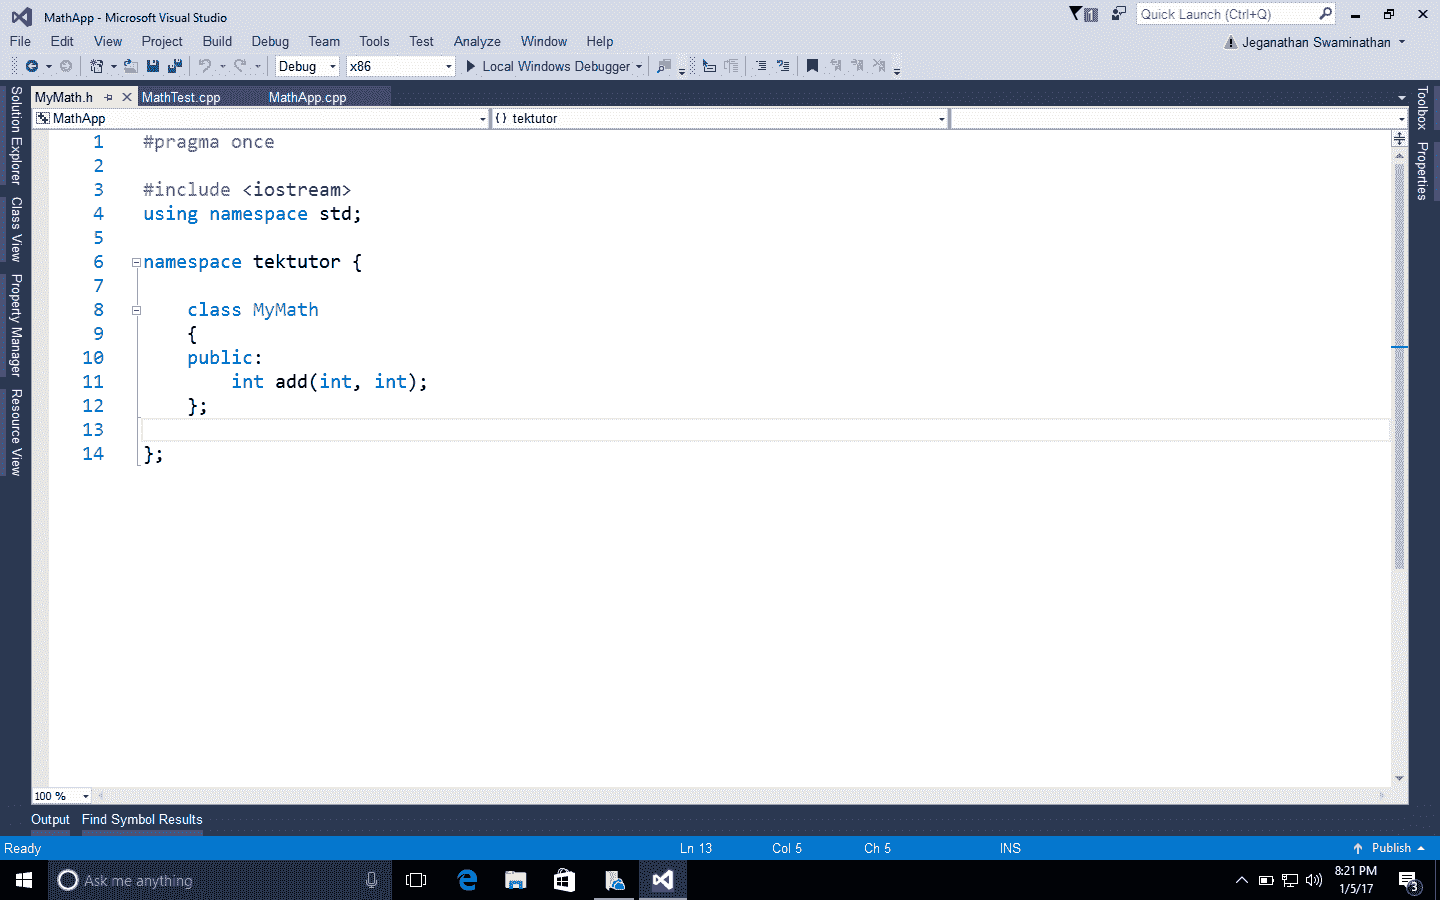 MathApp - Microsoft Visual Studio
Quick Launch (Ctrl+Q)
File Edit View Project Build Debug Team Tools Test Analyze Window Help
Jeganathan Swaminathan
Debug x86 Local Windows Debugger
MyMath.h MathTest.cpp MathApp.cpp
MathApp {} tektutor
Solution Explorer
Class View
Property Manager
Resource View
Toolbox
Properties
1 #pragma once
2
3 #include <iostream>
4 using namespace std;
5
6 namespace tektutor {
7
8 class MyMath
9 {
10 public:
11 int add(int, int);
12 };
13
14 };
100 %
Output Find Symbol Results
Ready Ln 13 Col 5 Ch 5 INS Publish
Ask me anything
8:21 PM
1/5/17
3